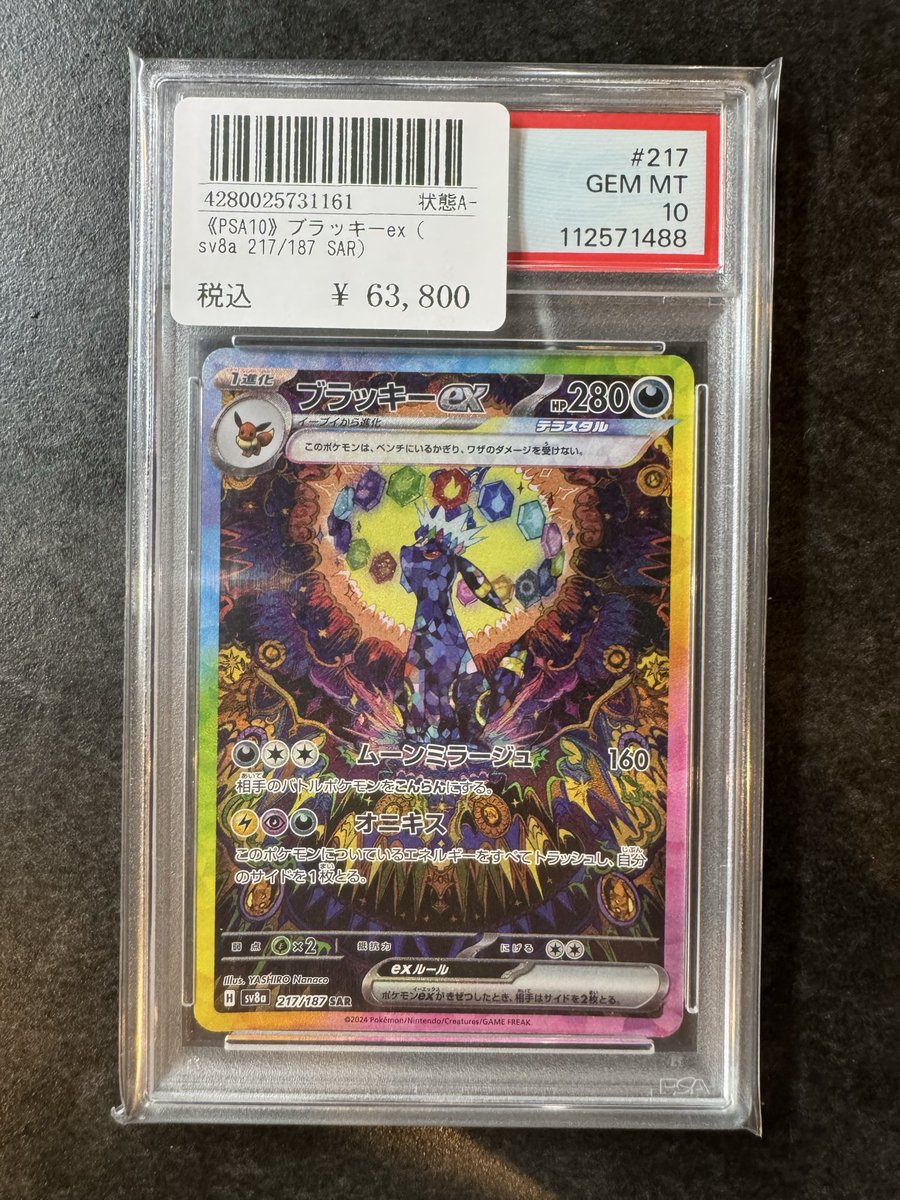 4280025731161 状態A-
《PSA10》ブラッキーex (
sv8a 217/187 SAR)
税込 ¥ 63,800
#217
GEM MT
10
112571488
1進化
ブラッキーex HP280
イーブイから進化
テラスタル
このポケモンは、ベンチにいるかぎり、ワザのダメージを受けない。
ムーンミラージュ 160
相手のバトルポケモンをこんらんにする。
オニキス
このポケモンについているエネルギーをすべてトラッシュし、自分
のサイドを1枚とる。
弱点 ×2 抵抗力 にげる
exルール
ポケモンexがきぜつしたとき、相手はサイドを2枚とる。
Illus. YASHIRO Nanaco
H sv8a 217/187 SAR
©2024 Pokémon/Nintendo/Creatures/GAME FREAK.
PSA